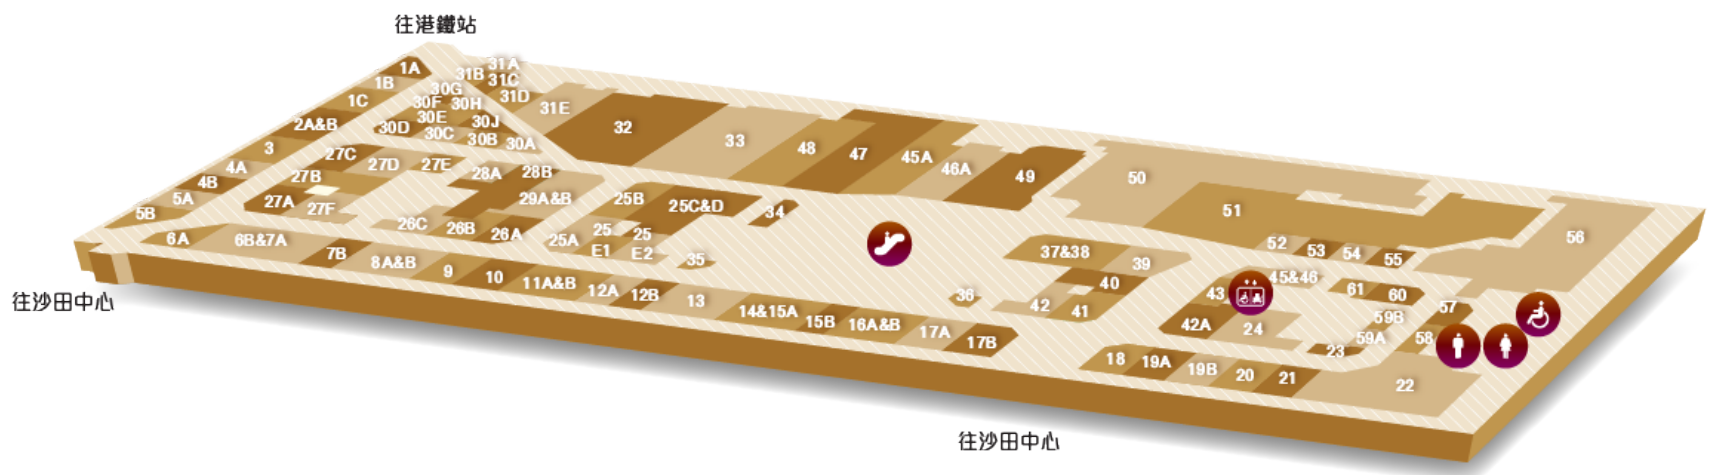 往港鐵站
1A
31A
31B
31C
1B
30G
31D
1C
30F
30H
31E
2A&B
30E
30J
30D
30C
30B
30A
32
33
3
27C
27D
27E
48
47
45A
46A
4A
27B
28A
28B
49
50
4B
5A
27A
27F
29A&B
25B
25C&D
34
51
5B
26C
26B
26A
25A
25
E1
25
E2
6A
6B&7A
7B
8A&B
9
10
11A&B
12A
12B
13
14&15A
15B
16A&B
17A
17B
35
36
37&38
39
40
42
41
52
53
54
55
56
43
45&46
61
60
57
42A
24
59B
59A
58
23
18
19A
19B
20
21
22
往沙田中心
往沙田中心